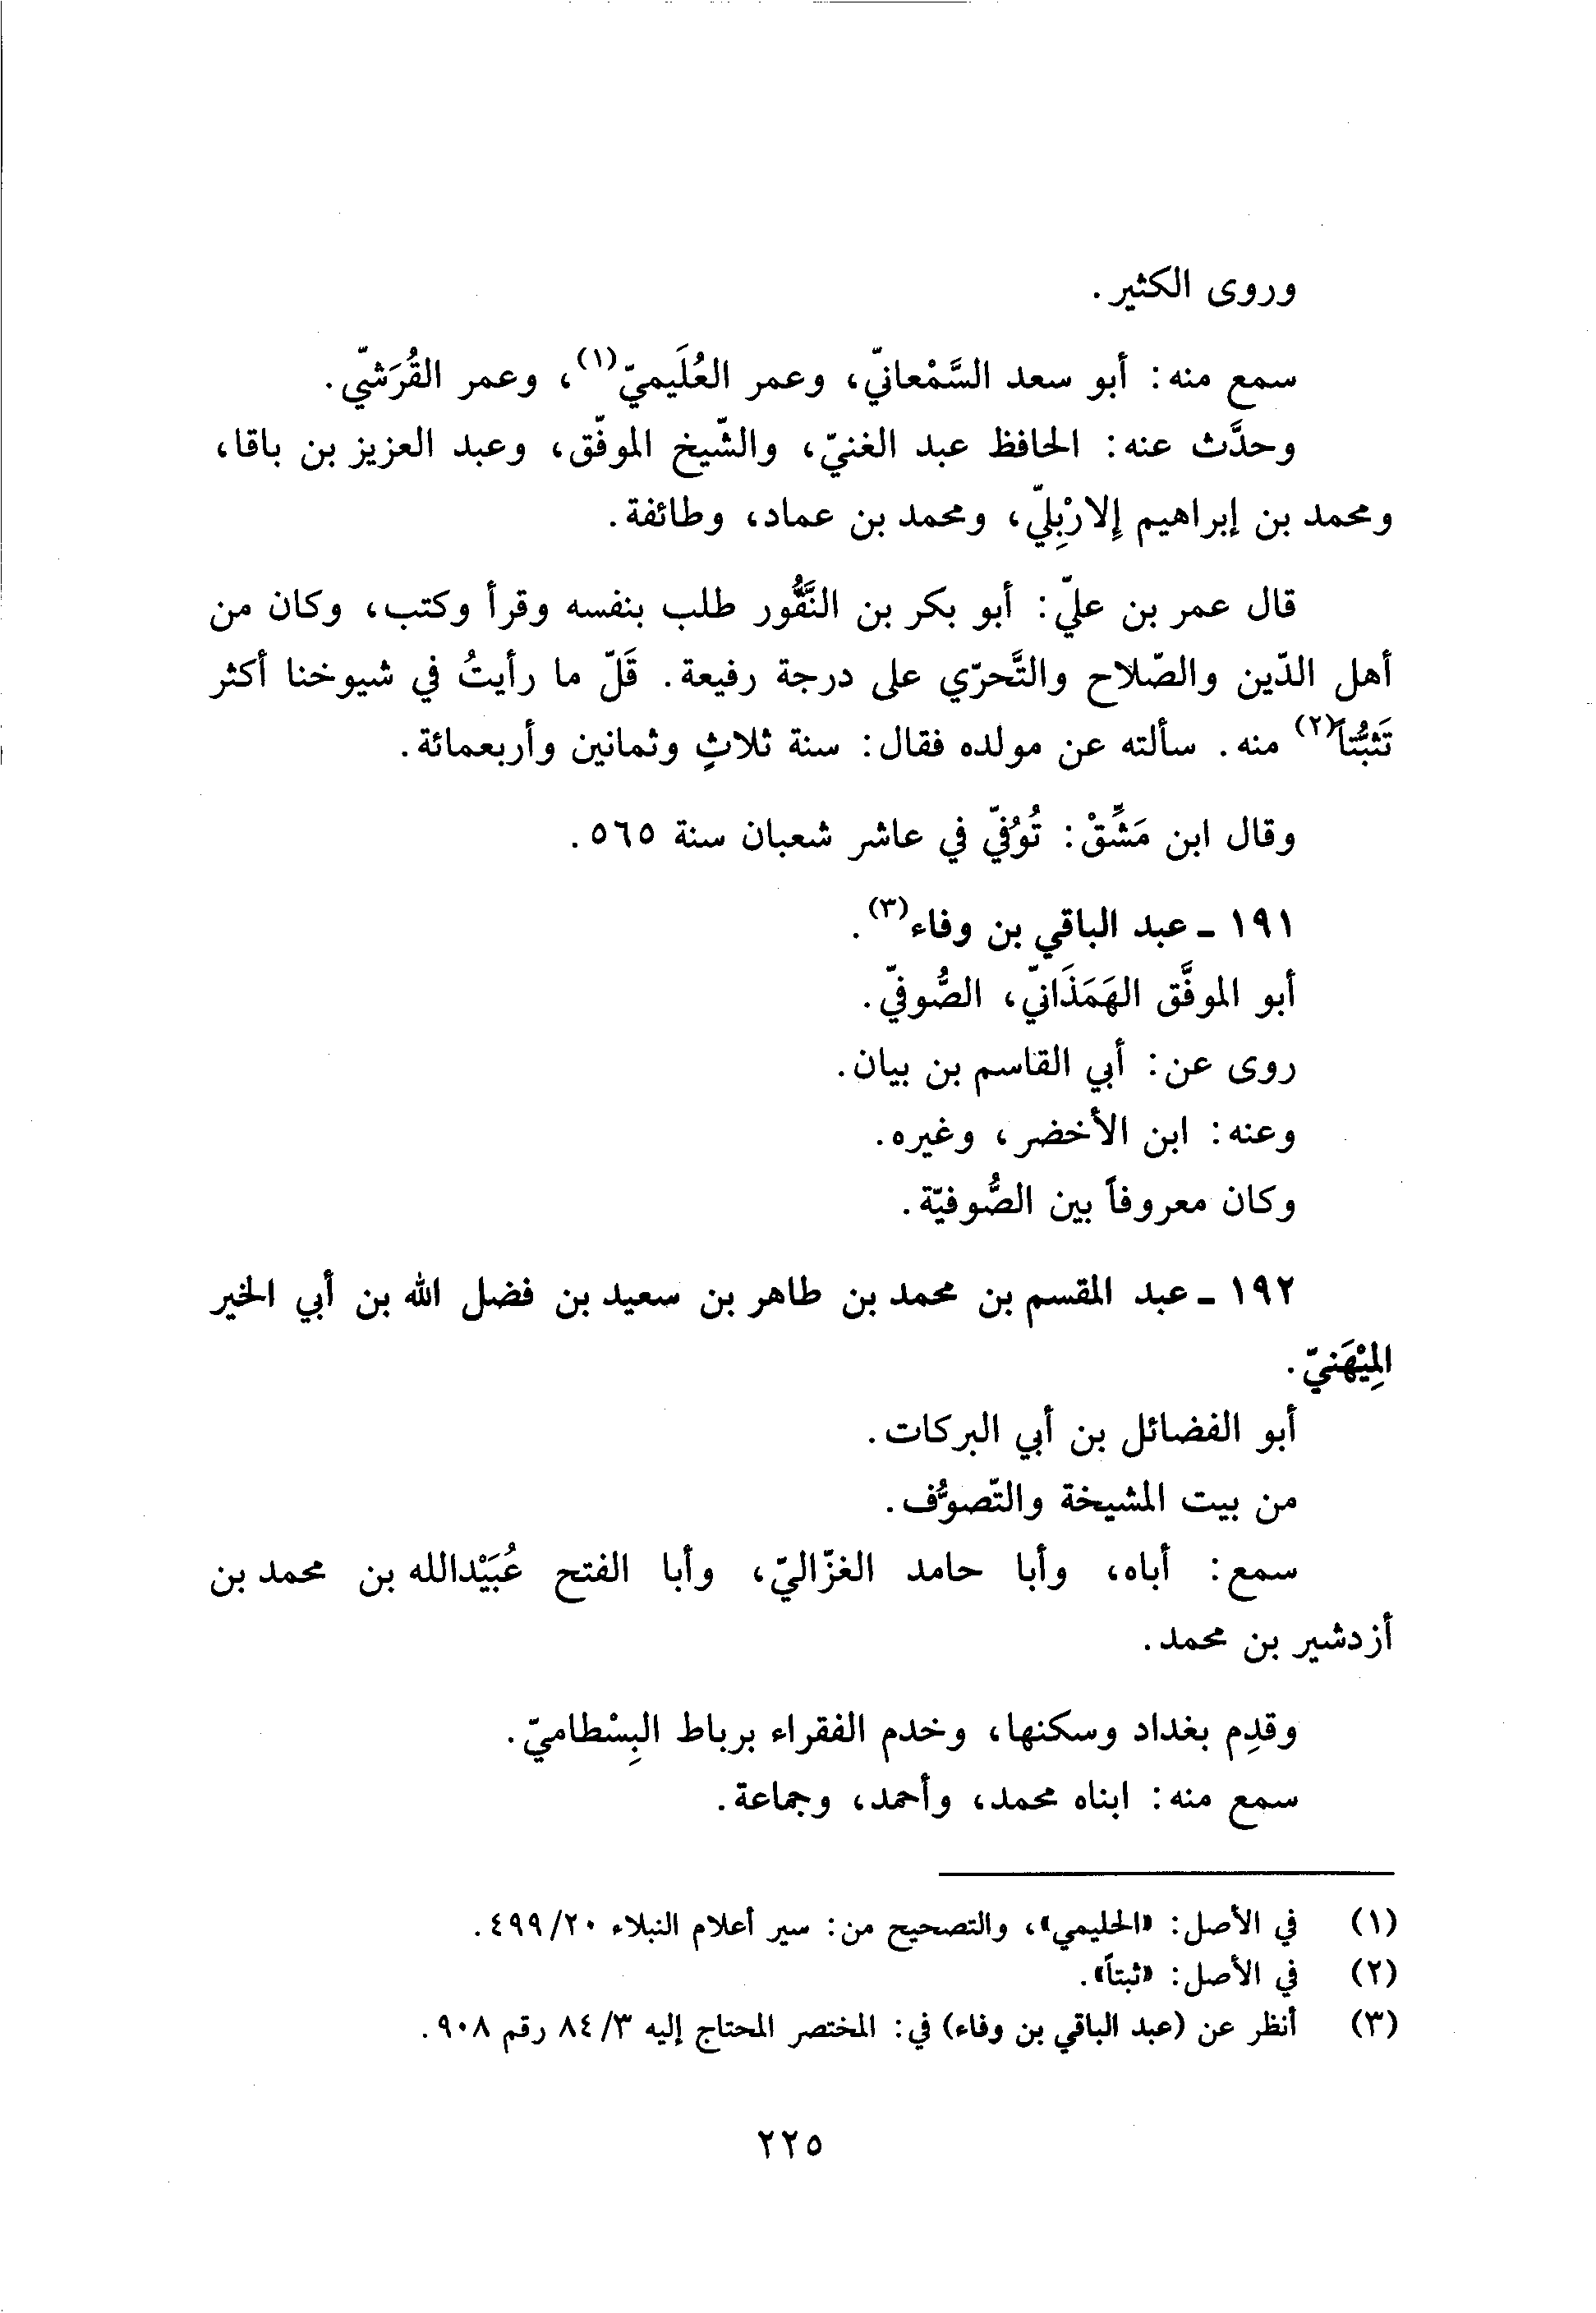 وروى الكثير.
سمع منه: أبو سعد السَّمْعانيّ، وعمر العُلَيميّ(١)، وعمر القُرَشيّ.
وحدَّث عنه: الحافظ عبد الغنيّ، والشّيخ الموفّق، وعبد العزيز بن باقا،
ومحمد بن إبراهيم إلارْبِليّ، ومحمد بن عماد، وطائفة.
قال عمر بن عليّ: أبو بكر بن النَّقُّور طلب بنفسه وقرأ وكتب، وكان من
أهل الدّين والصّلاح والتَّحرّي على درجة رفيعة. قَلّ ما رأيتُ في شيوخنا أكثر
تَثَبُّتاً(٢) منه. سألته عن مولده فقال: سنة ثلاثٍ وثمانين وأربعمائة.
وقال ابن مَشِّقْ: تُوُفيّ في عاشر شعبان سنة ٥٦٥.
١٩١ ـ عبد الباقي بن وفاء(٣).
أبو الموفَّق الهَمَذَانيّ، الصُّوفيّ.
روى عن: أبي القاسم بن بيان.
وعنه: ابن الأخضر، وغيره.
وكان معروفاً بين الصُّوفيّة.
١٩٢ ـ عبد المقسم بن محمد بن طاهر بن سعيد بن فضل الله بن أبي الخير
المِيْهَنيّ.
أبو الفضائل بن أبي البركات.
من بيت المشيخة والتّصوُّف.
سمع: أباه، وأبا حامد الغزّاليّ، وأبا الفتح عُبَيْدالله بن محمد بن
أزدشير بن محمد.
وقدِم بغداد وسكنها، وخدم الفقراء برباط البِسْطاميّ.
سمع منه: ابناه محمد، وأحمد، وجماعة.
(١) في الأصل: «الحليمي»، والتصحيح من: سير أعلام النبلاء ٢٠/٤٩٩.
(٢) في الأصل: «ثبتاً».
(٣) أنظر عن (عبد الباقي بن وفاء) في: المختصر المحتاج إليه ٣/٨٤ رقم ٩٠٨.
٢٢٥